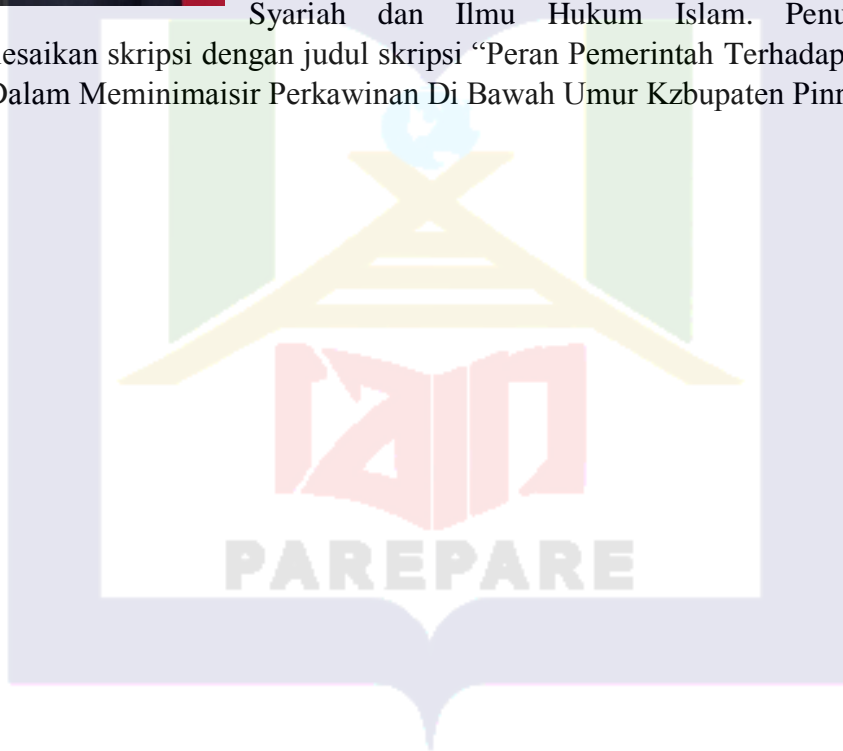 Syariah dan Ilmu Hukum Islam. Penu
esaikan skripsi dengan judul skripsi “Peran Pemerintah Terhadap
Dalam Meminimaisir Perkawinan Di Bawah Umur Kzbupaten Pinr
iain
PAREPARE